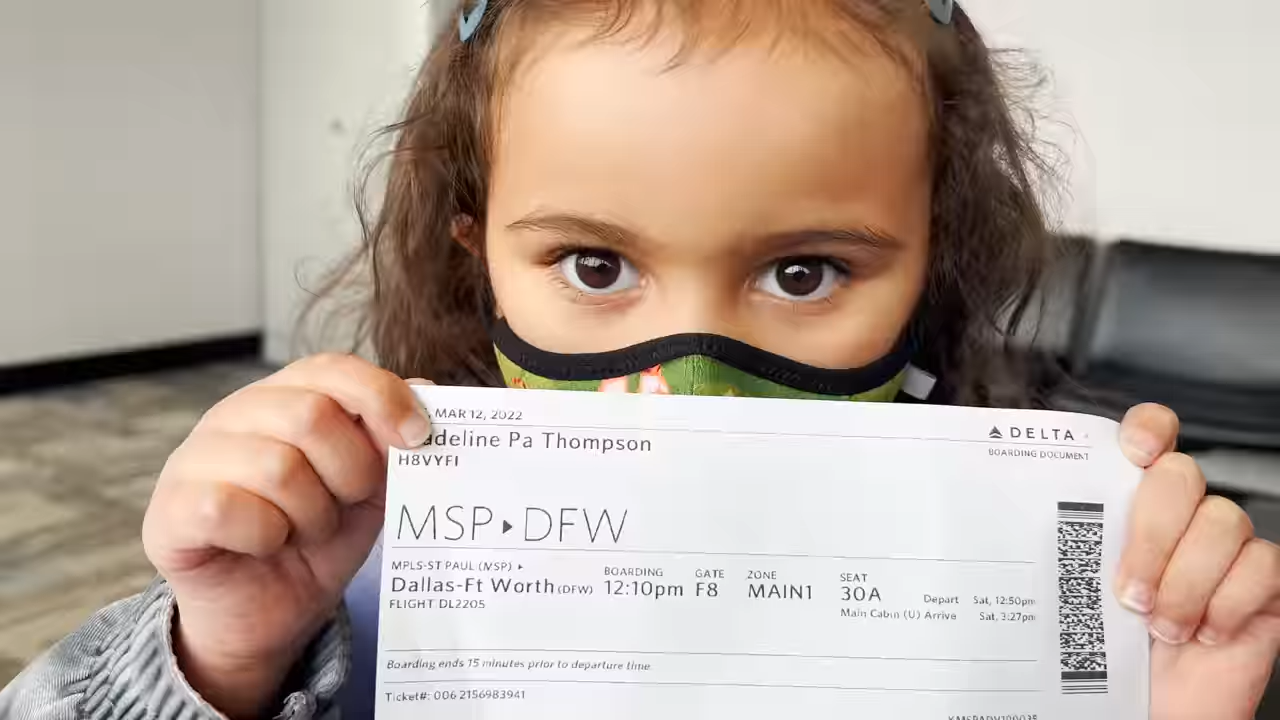 MAR 12, 2022
DELTA
BOARDING DOCUMENT
adeline Pa Thompson
H8VYFI
MSP ▸ DFW
MPLS-ST PAUL (MSP) ▸
Dallas-Ft Worth (DFW)
FLIGHT DL2205
BOARDING
12:10pm
GATE
F8
ZONE
MAIN1
SEAT
30A
Depart Sat, 12:50pm
Main Cabin (U) Arrive Sat, 3:27pm
Boarding ends 15 minutes prior to departure time.
Ticket#: 006 2156983941